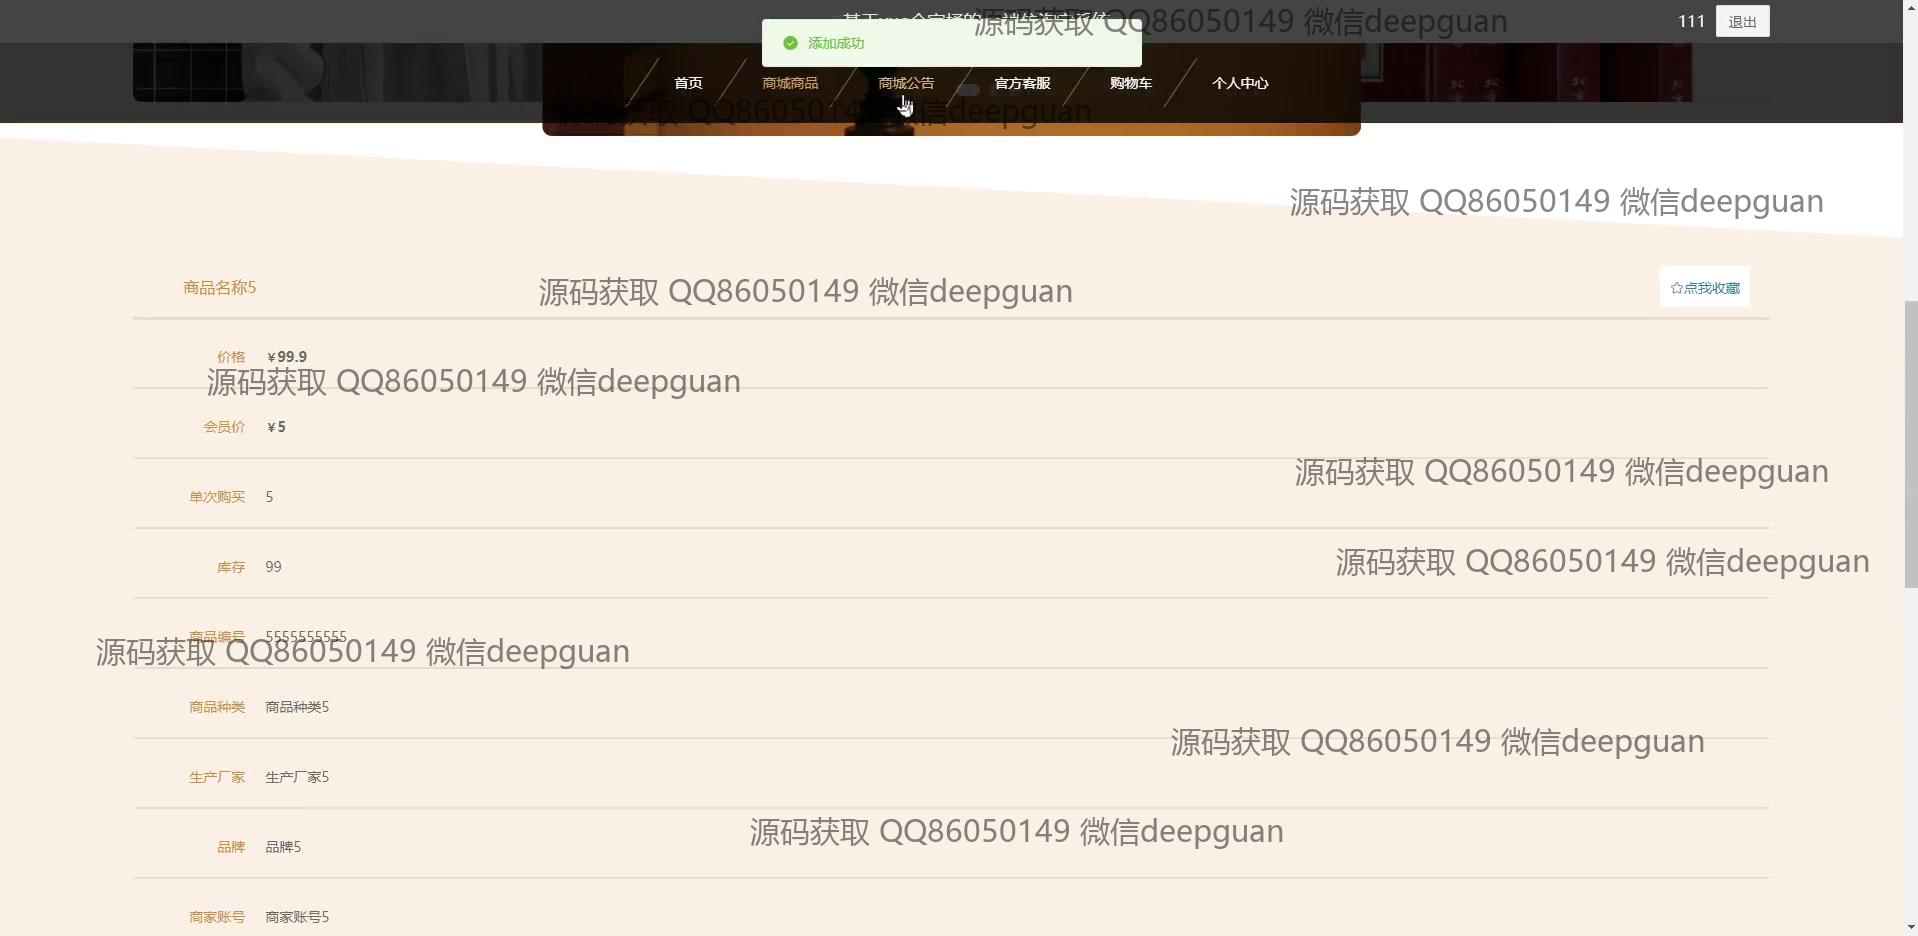 源码获取 QQ86050149 微信deepguan
111
退出
添加成功
首页
商城商品
商城公告
官方客服
购物车
个人中心
源码获取 QQ86050149 微信deepguan
源码获取 QQ86050149 微信deepguan
商品名称5
源码获取 QQ86050149 微信deepguan
☆点我收藏
价格 ¥99.9
源码获取 QQ86050149 微信deepguan
会员价 ¥5
源码获取 QQ86050149 微信deepguan
单次购买 5
源码获取 QQ86050149 微信deepguan
库存 99
商品编号 5555555555
源码获取 QQ86050149 微信deepguan
商品种类 商品种类5
源码获取 QQ86050149 微信deepguan
生产厂家 生产厂家5
源码获取 QQ86050149 微信deepguan
品牌 品牌5
商家账号 商家账号5